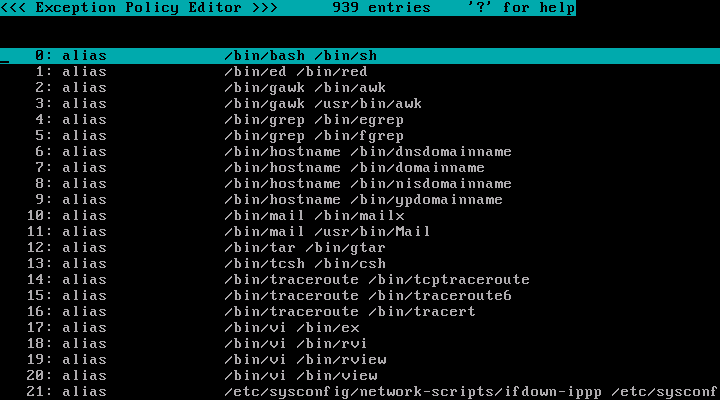 <<< Exception Policy Editor >>>      939 entries    '?' for help
0: alias             /bin/bash /bin/sh
1: alias             /bin/ed /bin/red
2: alias             /bin/gawk /bin/awk
3: alias             /bin/gawk /usr/bin/awk
4: alias             /bin/grep /bin/egrep
5: alias             /bin/grep /bin/fgrep
6: alias             /bin/hostname /bin/dnsdomainname
7: alias             /bin/hostname /bin/domainname
8: alias             /bin/hostname /bin/nisdomainname
9: alias             /bin/hostname /bin/ypdomainname
10: alias             /bin/mail /bin/mailx
11: alias             /bin/mail /usr/bin/Mail
12: alias             /bin/tar /bin/gtar
13: alias             /bin/tcsh /bin/csh
14: alias             /bin/traceroute /bin/tcptraceroute
15: alias             /bin/traceroute /bin/traceroute6
16: alias             /bin/traceroute /bin/tracert
17: alias             /bin/vi /bin/ex
18: alias             /bin/vi /bin/rvi
19: alias             /bin/vi /bin/rview
20: alias             /bin/vi /bin/view
21: alias             /etc/sysconfig/network-scripts/ifdown-ippp /etc/sysconf